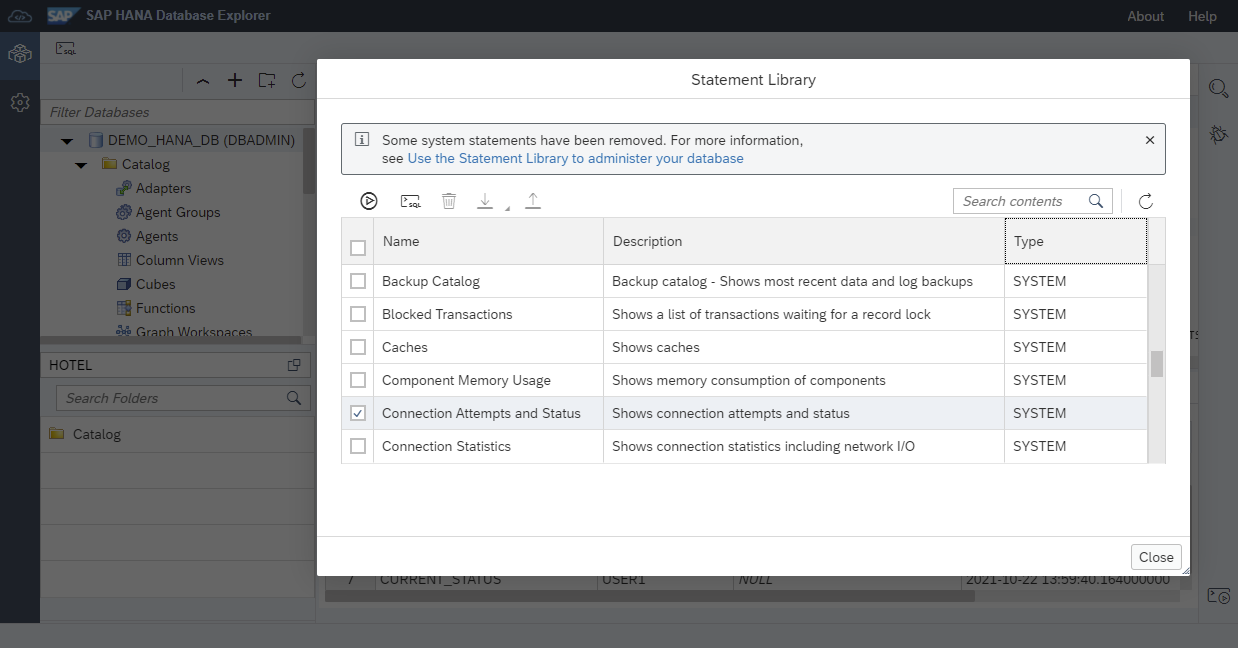 SAP SAP HANA Database Explorer
About Help
SQL
Filter Databases
DEMO_HANA_DB (DBADMIN)
Catalog
Adapters
Agent Groups
Agents
Column Views
Cubes
Functions
Graph Workspaces
HOTEL
Search Folders
Catalog
Statement Library
Some system statements have been removed. For more information,
see Use the Statement Library to administer your database
SQL
Search contents
Name Description Type
Backup Catalog Backup catalog - Shows most recent data and log backups SYSTEM
Blocked Transactions Shows a list of transactions waiting for a record lock SYSTEM
Caches Shows caches SYSTEM
Component Memory Usage Shows memory consumption of components SYSTEM
Connection Attempts and Status Shows connection attempts and status SYSTEM
Connection Statistics Shows connection statistics including network I/O SYSTEM
Close
7 CURRENT_STATUS USER1 NULL 2021-10-22 13:59:40.164000000